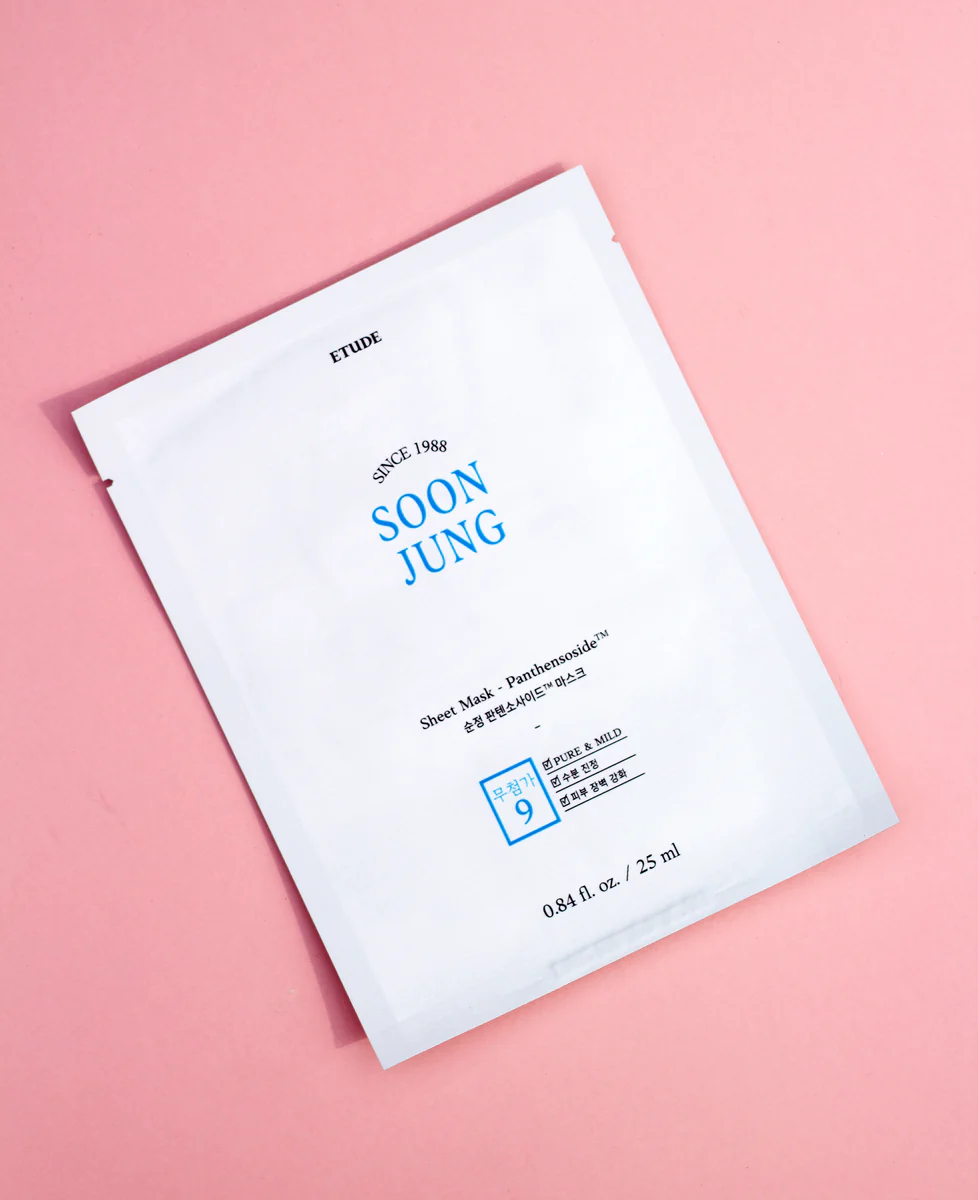 ETUDE
SINCE 1988
SOON
JUNG
Sheet Mask - Panthensoside™
순정 판텐소사이드™ 마스크
-
무첨가
9
☑ PURE & MILD
☑ 수분 진정
☑ 피부 장벽 강화
0.84 fl. oz. / 25 ml